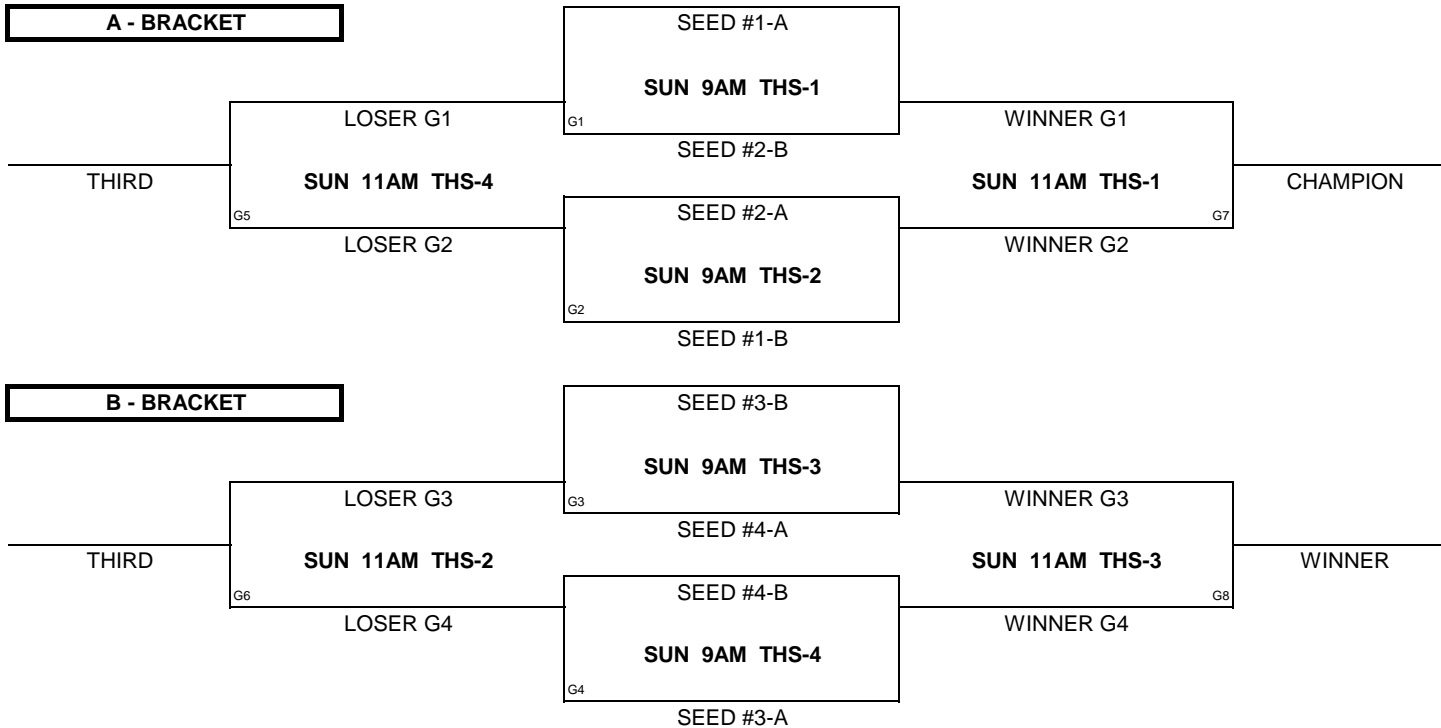 A - BRACKET
SEED #1-A
SUN 9AM THS-1
LOSER G1
G1
WINNER G1
SEED #2-B
THIRD
SUN 11AM THS-4
SUN 11AM THS-1
CHAMPION
G5
SEED #2-A
G7
LOSER G2
WINNER G2
SUN 9AM THS-2
G2
SEED #1-B
B - BRACKET
SEED #3-B
SUN 9AM THS-3
LOSER G3
G3
WINNER G3
SEED #4-A
THIRD
SUN 11AM THS-2
SUN 11AM THS-3
WINNER
G6
SEED #4-B
G8
LOSER G4
WINNER G4
SUN 9AM THS-4
G4
SEED #3-A